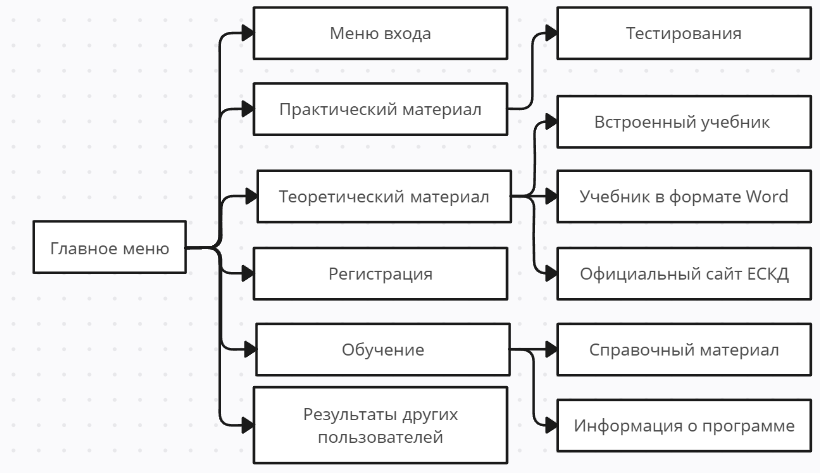 Главное меню
Меню входа
Практический материал
Теоретический материал
Регистрация
Обучение
Результаты других
пользователей
Тестирования
Встроенный учебник
Учебник в формате Word
Официальный сайт ЕСКД
Справочный материал
Информация о программе